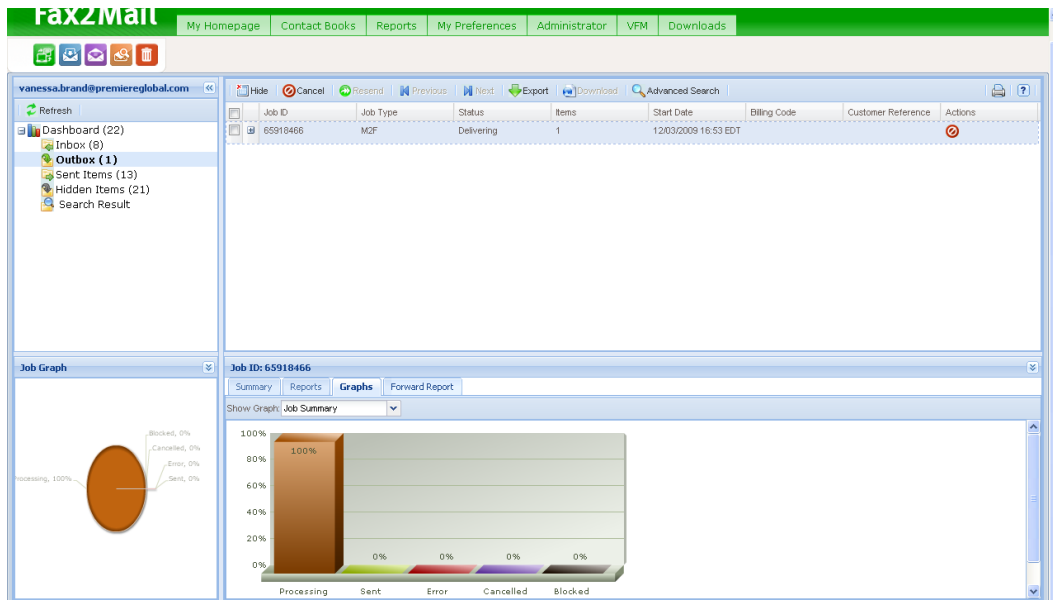 Fax2Mail
My Homepage Contact Books Reports My Preferences Administrator VFM Downloads
vanessa.brand@premiereglobal.com
Refresh
Dashboard (22)
Inbox (8)
Outbox (1)
Sent Items (13)
Hidden Items (21)
Search Result
Hide Cancel Resend Previous Next Export Download Advanced Search
Job ID Job Type Status Items Start Date Billing Code Customer Reference Actions
65918466 M2F Delivering 1 12/03/2009 16:53 EDT
Job Graph
Blocked, 0%
Cancelled, 0%
Error, 0%
Processing, 100%
Sent, 0%
Job ID: 65918466
Summary Reports Graphs Forward Report
Show Graph: Job Summary
100%
80%
60%
40%
20%
0%
100%
0% 0% 0% 0%
Processing Sent Error Cancelled Blocked